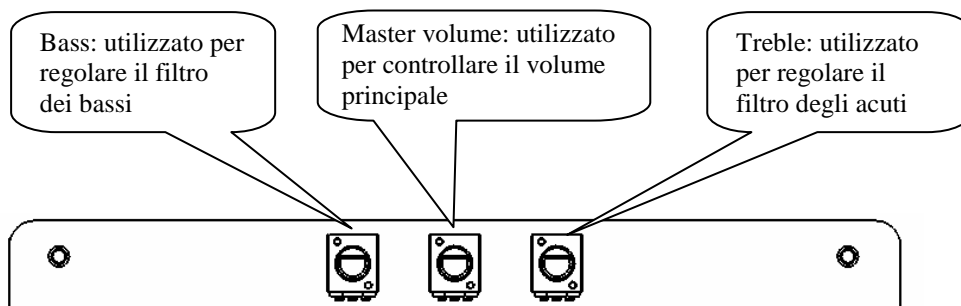 Bass: utilizzato per
regolare il filtro
dei bassi
Master volume: utilizzato
per controllare il volume
principale
Treble: utilizzato
per regolare il
filtro degli acuti